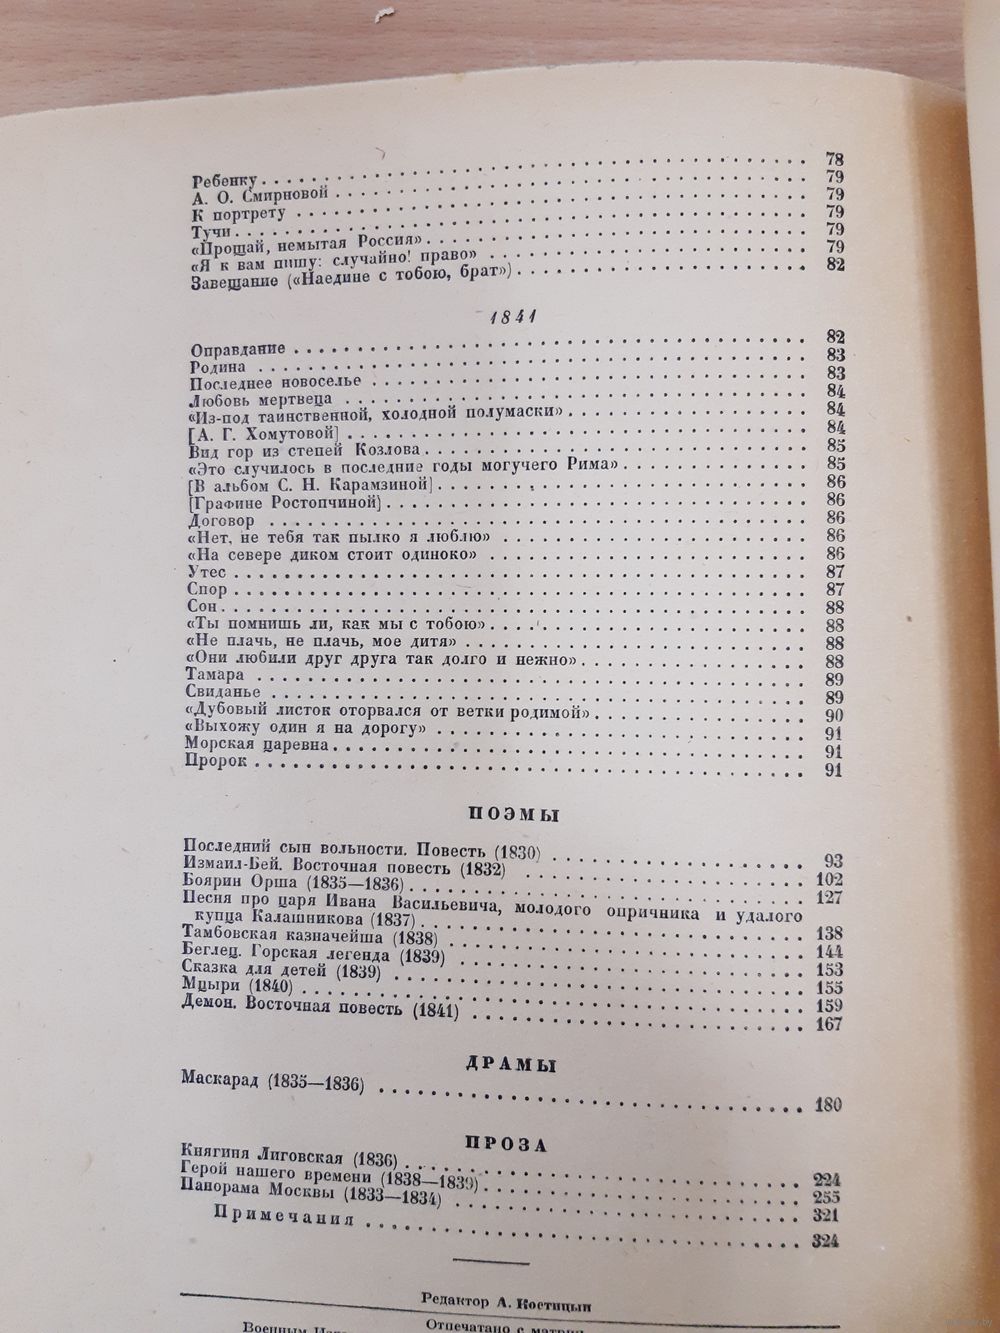 Ребенку . . . . . 78
А. О. Смирновой . . . . . 79
К портрету . . . . . 79
Тучи . . . . . 79
«Прощай, немытая Россия» . . . . . 79
«Я к вам пишу: случайно! право» . . . . . 79
Завещание («Наедине с тобою, брат») . . . . . 82
1841
Оправдание . . . . . 82
Родина . . . . . 83
Последнее новоселье . . . . . 83
Любовь мертвеца . . . . . 84
«Из-под таинственной, холодной полумаски» . . . . . 84
[А. Г. Хомутовой] . . . . . 84
Вид гор из степей Козлова . . . . . 85
«Это случилось в последние годы могучего Рима» . . . . . 85
[В альбом С. Н. Карамзиной] . . . . . 86
[Графине Ростопчиной] . . . . . 86
Договор . . . . . 86
«Нет, не тебя так пылко я люблю» . . . . . 86
«На севере диком стоит одиноко» . . . . . 86
Утес . . . . . 87
Спор . . . . . 87
Сон . . . . . 88
«Ты помнишь ли, как мы с тобою» . . . . . 88
«Не плачь, не плачь, мое дитя» . . . . . 88
«Они любили друг друга так долго и нежно» . . . . . 88
Тамара . . . . . 89
Свиданье . . . . . 89
«Дубовый листок оторвался от ветки родимой» . . . . . 90
«Выхожу один я на дорогу» . . . . . 91
Морская царевна . . . . . 91
Пророк . . . . . 91
ПОЭМЫ
Последний сын вольности. Повесть (1830) . . . . . 93
Измаил-Бей. Восточная повесть (1832) . . . . . 102
Боярин Орша (1835—1836) . . . . . 127
Песня про царя Ивана Васильевича, молодого опричника и удалого
купца Калашникова (1837) . . . . . 138
Тамбовская казначейша (1838) . . . . . 144
Беглец. Горская легенда (1839) . . . . . 153
Сказка для детей (1839) . . . . . 155
Мцыри (1840) . . . . . 159
Демон. Восточная повесть (1841) . . . . . 167
ДРАМЫ
Маскарад (1835—1836) . . . . . 180
ПРОЗА
Княгиня Лиговская (1836) . . . . . 224
Герой нашего времени (1838—1839) . . . . . 255
Панорама Москвы (1833—1834) . . . . . 321
Примечания . . . . . 324
Редактор А. Костицын
Отпечатано с матриц
Военным